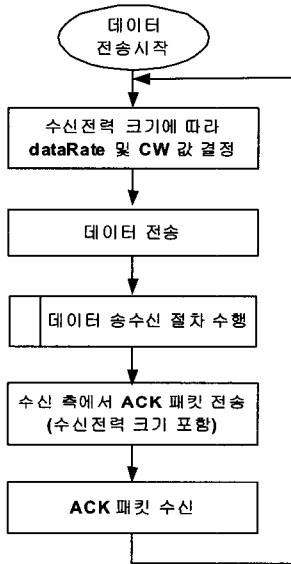 데이터
전송시작
수신전력 크기에 따라
dataRate 및 CW 값 결정
데이터 전송
데이터 송수신 절차 수행
수신 측에서 ACK 패킷 전송
(수신전력 크기 포함)
ACK 패킷 수신